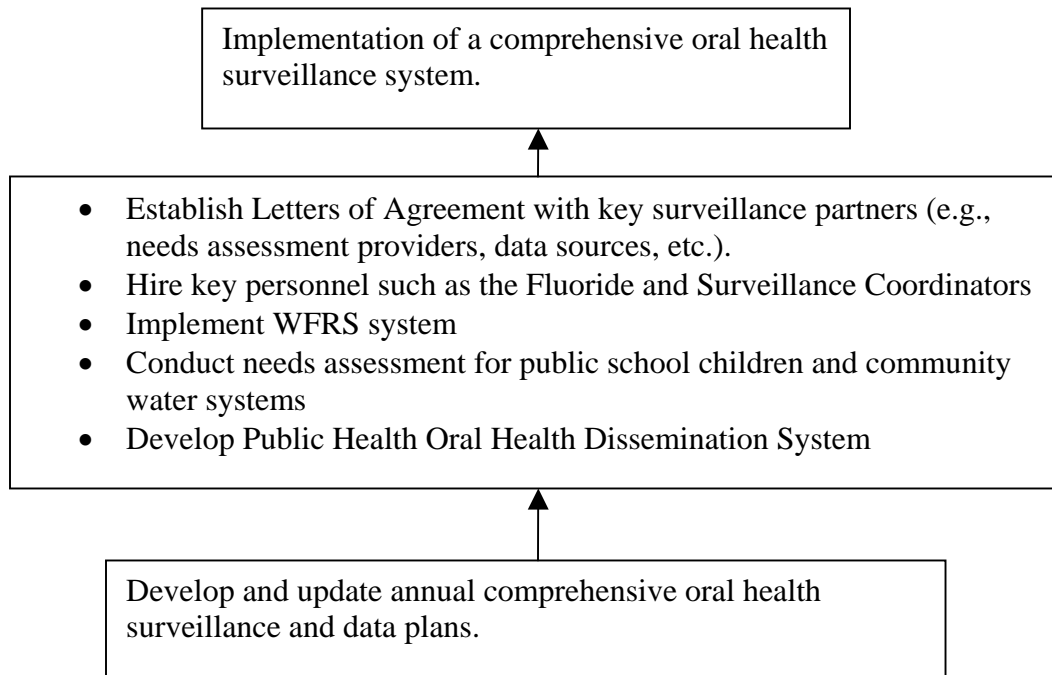 Implementation of a comprehensive oral health
surveillance system.
• Establish Letters of Agreement with key surveillance partners (e.g.,
needs assessment providers, data sources, etc.).
• Hire key personnel such as the Fluoride and Surveillance Coordinators
• Implement WFRS system
• Conduct needs assessment for public school children and community
water systems
• Develop Public Health Oral Health Dissemination System
Develop and update annual comprehensive oral health
surveillance and data plans.